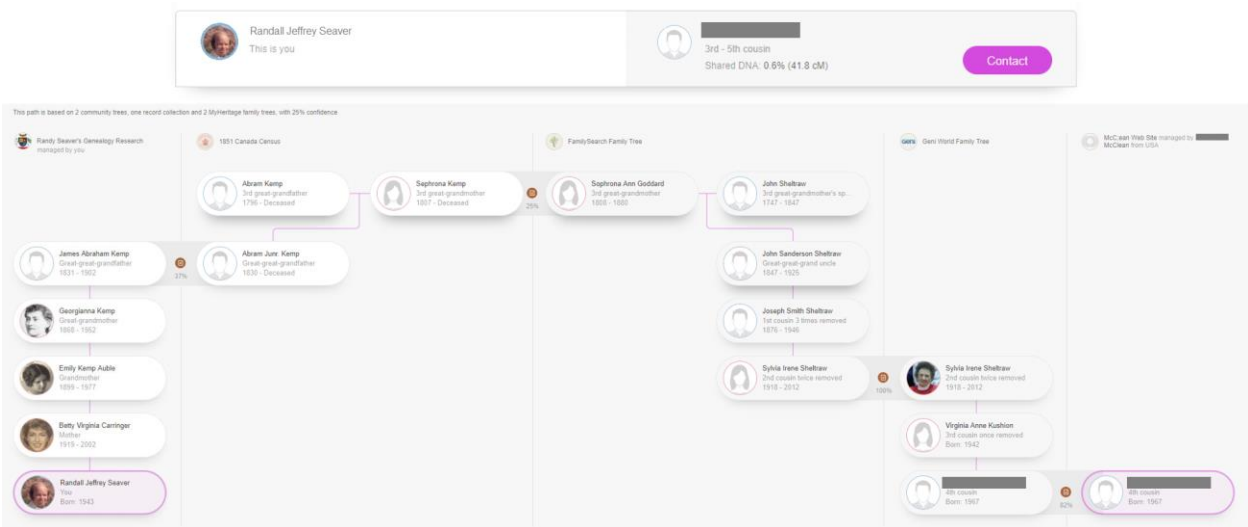 Randall Jeffrey Seaver
This is you
3rd - 5th cousin
Shared DNA: 0.6% (41.8 cM)
Contact
This path is based on 2 community trees, one record collection and 2 MyHeritage family trees, with 25% confidence
Randy Seaver's Genealogy Research
managed by you
1851 Canada Census
FamilySearch Family Tree
Geni
Geni World Family Tree
Web Site managed by
McClean from USA
Abram Kemp
3rd great-grandfather
1796 - Deceased
Sephrona Kemp
3rd great-grandmother
1807 - Deceased
25%
Sophrona Ann Goddard
3rd great-grandmother
1808 - 1880
John Sheltraw
3rd great-grandmother's sp...
1747 - 1847
James Abraham Kemp
Great-great-grandfather
1831 - 1902
37%
Abram Junr. Kemp
Great-great-grandfather
1830 - Deceased
John Sanderson Sheltraw
Great-great-grand uncle
1847 - 1925
Georgianna Kemp
Great-grandmother
1868 - 1952
Joseph Smith Sheltraw
1st cousin 3 times removed
1876 - 1946
Emily Kemp Auble
Grandmother
1899 - 1977
Sylvia Irene Sheltraw
2nd cousin twice removed
1918 - 2012
100%
Sylvia Irene Sheltraw
2nd cousin twice removed
1918 - 2012
Betty Virginia Carringer
Mother
1919 - 2002
Virginia Anne Kushion
3rd cousin once removed
Born: 1942
Randall Jeffrey Seaver
You
Born: 1943
4th cousin
Born: 1967
82%
4th cousin
Born: 1967